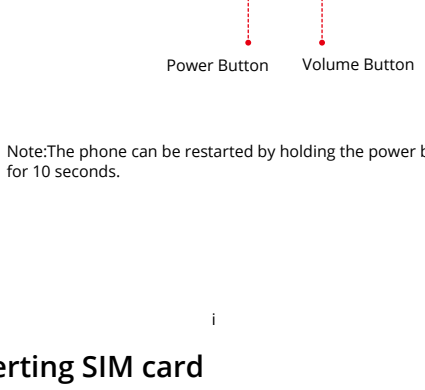 Power Button Volume Button
Note:The phone can be restarted by holding the power
for 10 seconds.
i
SIM card